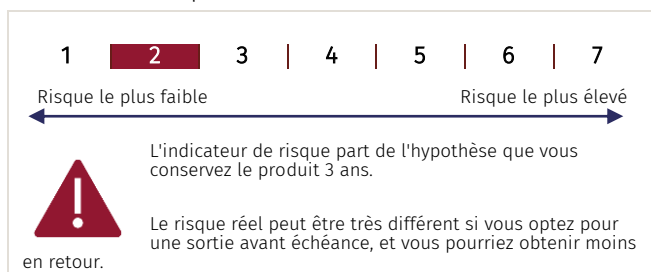 1 | 2 3 | 4 | 5 | 6 | 7
Risque le plus faible Risque le plus élevé
L'indicateur de risque part de l'hypothèse que vous
conservez le produit 3 ans.
Le risque réel peut être très différent si vous optez pour
une sortie avant échéance, et vous pourriez obtenir moins
en retour.